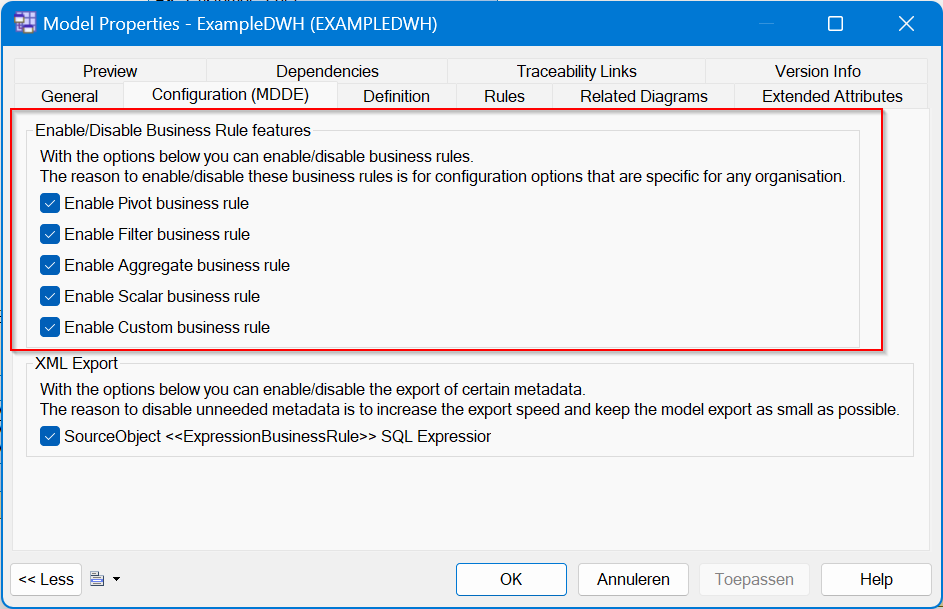 Model Properties - ExampleDWH (EXAMPLEDWH)
Preview Dependencies Traceability Links Version Info
General Configuration (MDDE) Definition Rules Related Diagrams Extended Attributes
Enable/Disable Business Rule features
With the options below you can enable/disable business rules.
The reason to enable/disable these business rules is for configuration options that are specific for any organisation.
Enable Pivot business rule
Enable Filter business rule
Enable Aggregate business rule
Enable Scalar business rule
Enable Custom business rule
XML Export
With the options below you can enable/disable the export of certain metadata.
The reason to disable unneeded metadata is to increase the export speed and keep the model export as small as possible.
SourceObject <<ExpressionBusinessRule>> SQL Expressior
<< Less OK Annuleren Toepassen Help